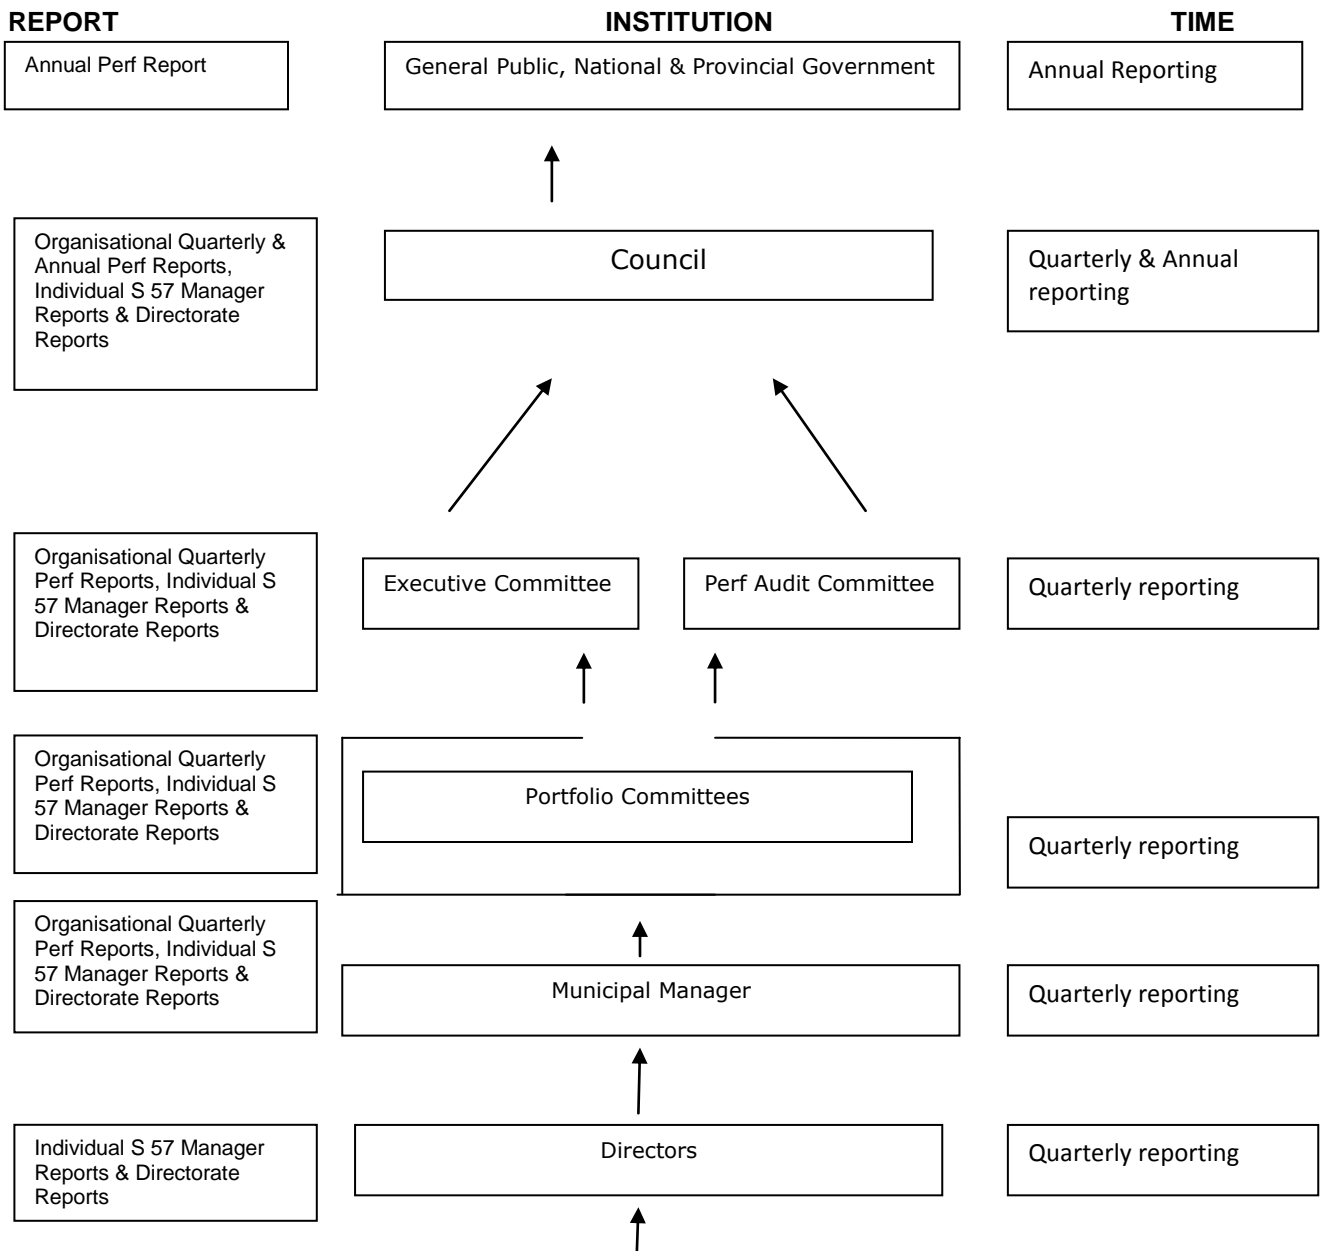 REPORT INSTITUTION TIME
Annual Perf Report
General Public, National & Provincial Government
Annual Reporting
Organisational Quarterly &
Annual Perf Reports,
Individual S 57 Manager
Reports & Directorate
Reports
Council
Quarterly & Annual
reporting
Organisational Quarterly
Perf Reports, Individual S
57 Manager Reports &
Directorate Reports
Executive Committee
Perf Audit Committee
Quarterly reporting
Organisational Quarterly
Perf Reports, Individual S
57 Manager Reports &
Directorate Reports
Portfolio Committees
Quarterly reporting
Organisational Quarterly
Perf Reports, Individual S
57 Manager Reports &
Directorate Reports
Municipal Manager
Quarterly reporting
Individual S 57 Manager
Reports & Directorate
Reports
Directors
Quarterly reporting